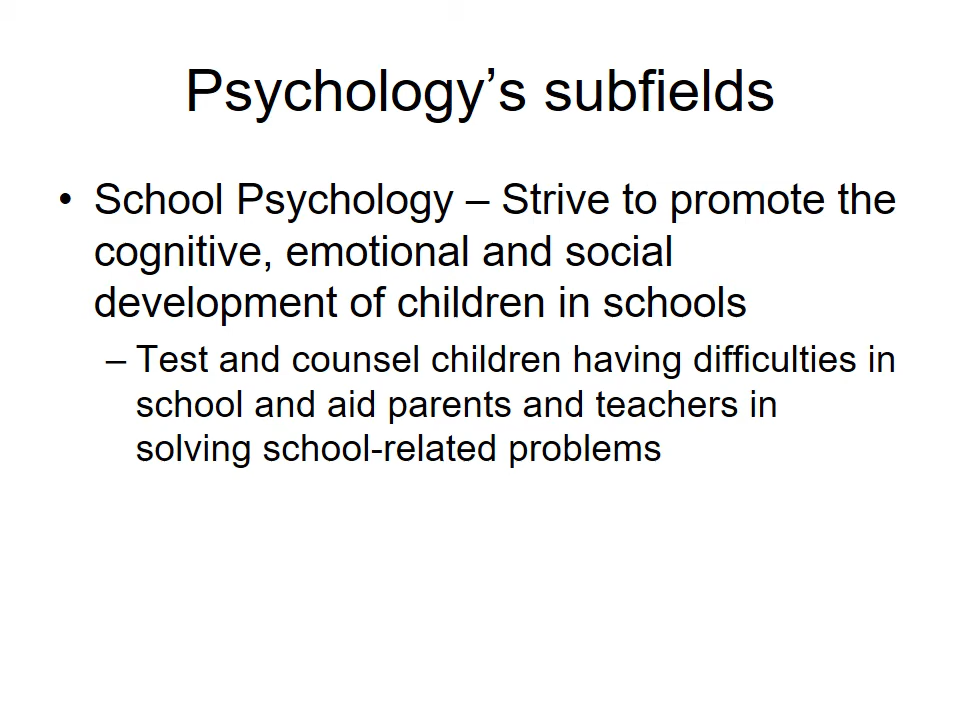 Psychology’s subfields
• School Psychology – Strive to promote the
cognitive, emotional and social
development of children in schools
– Test and counsel children having difficulties in
school and aid parents and teachers in
solving school-related problems